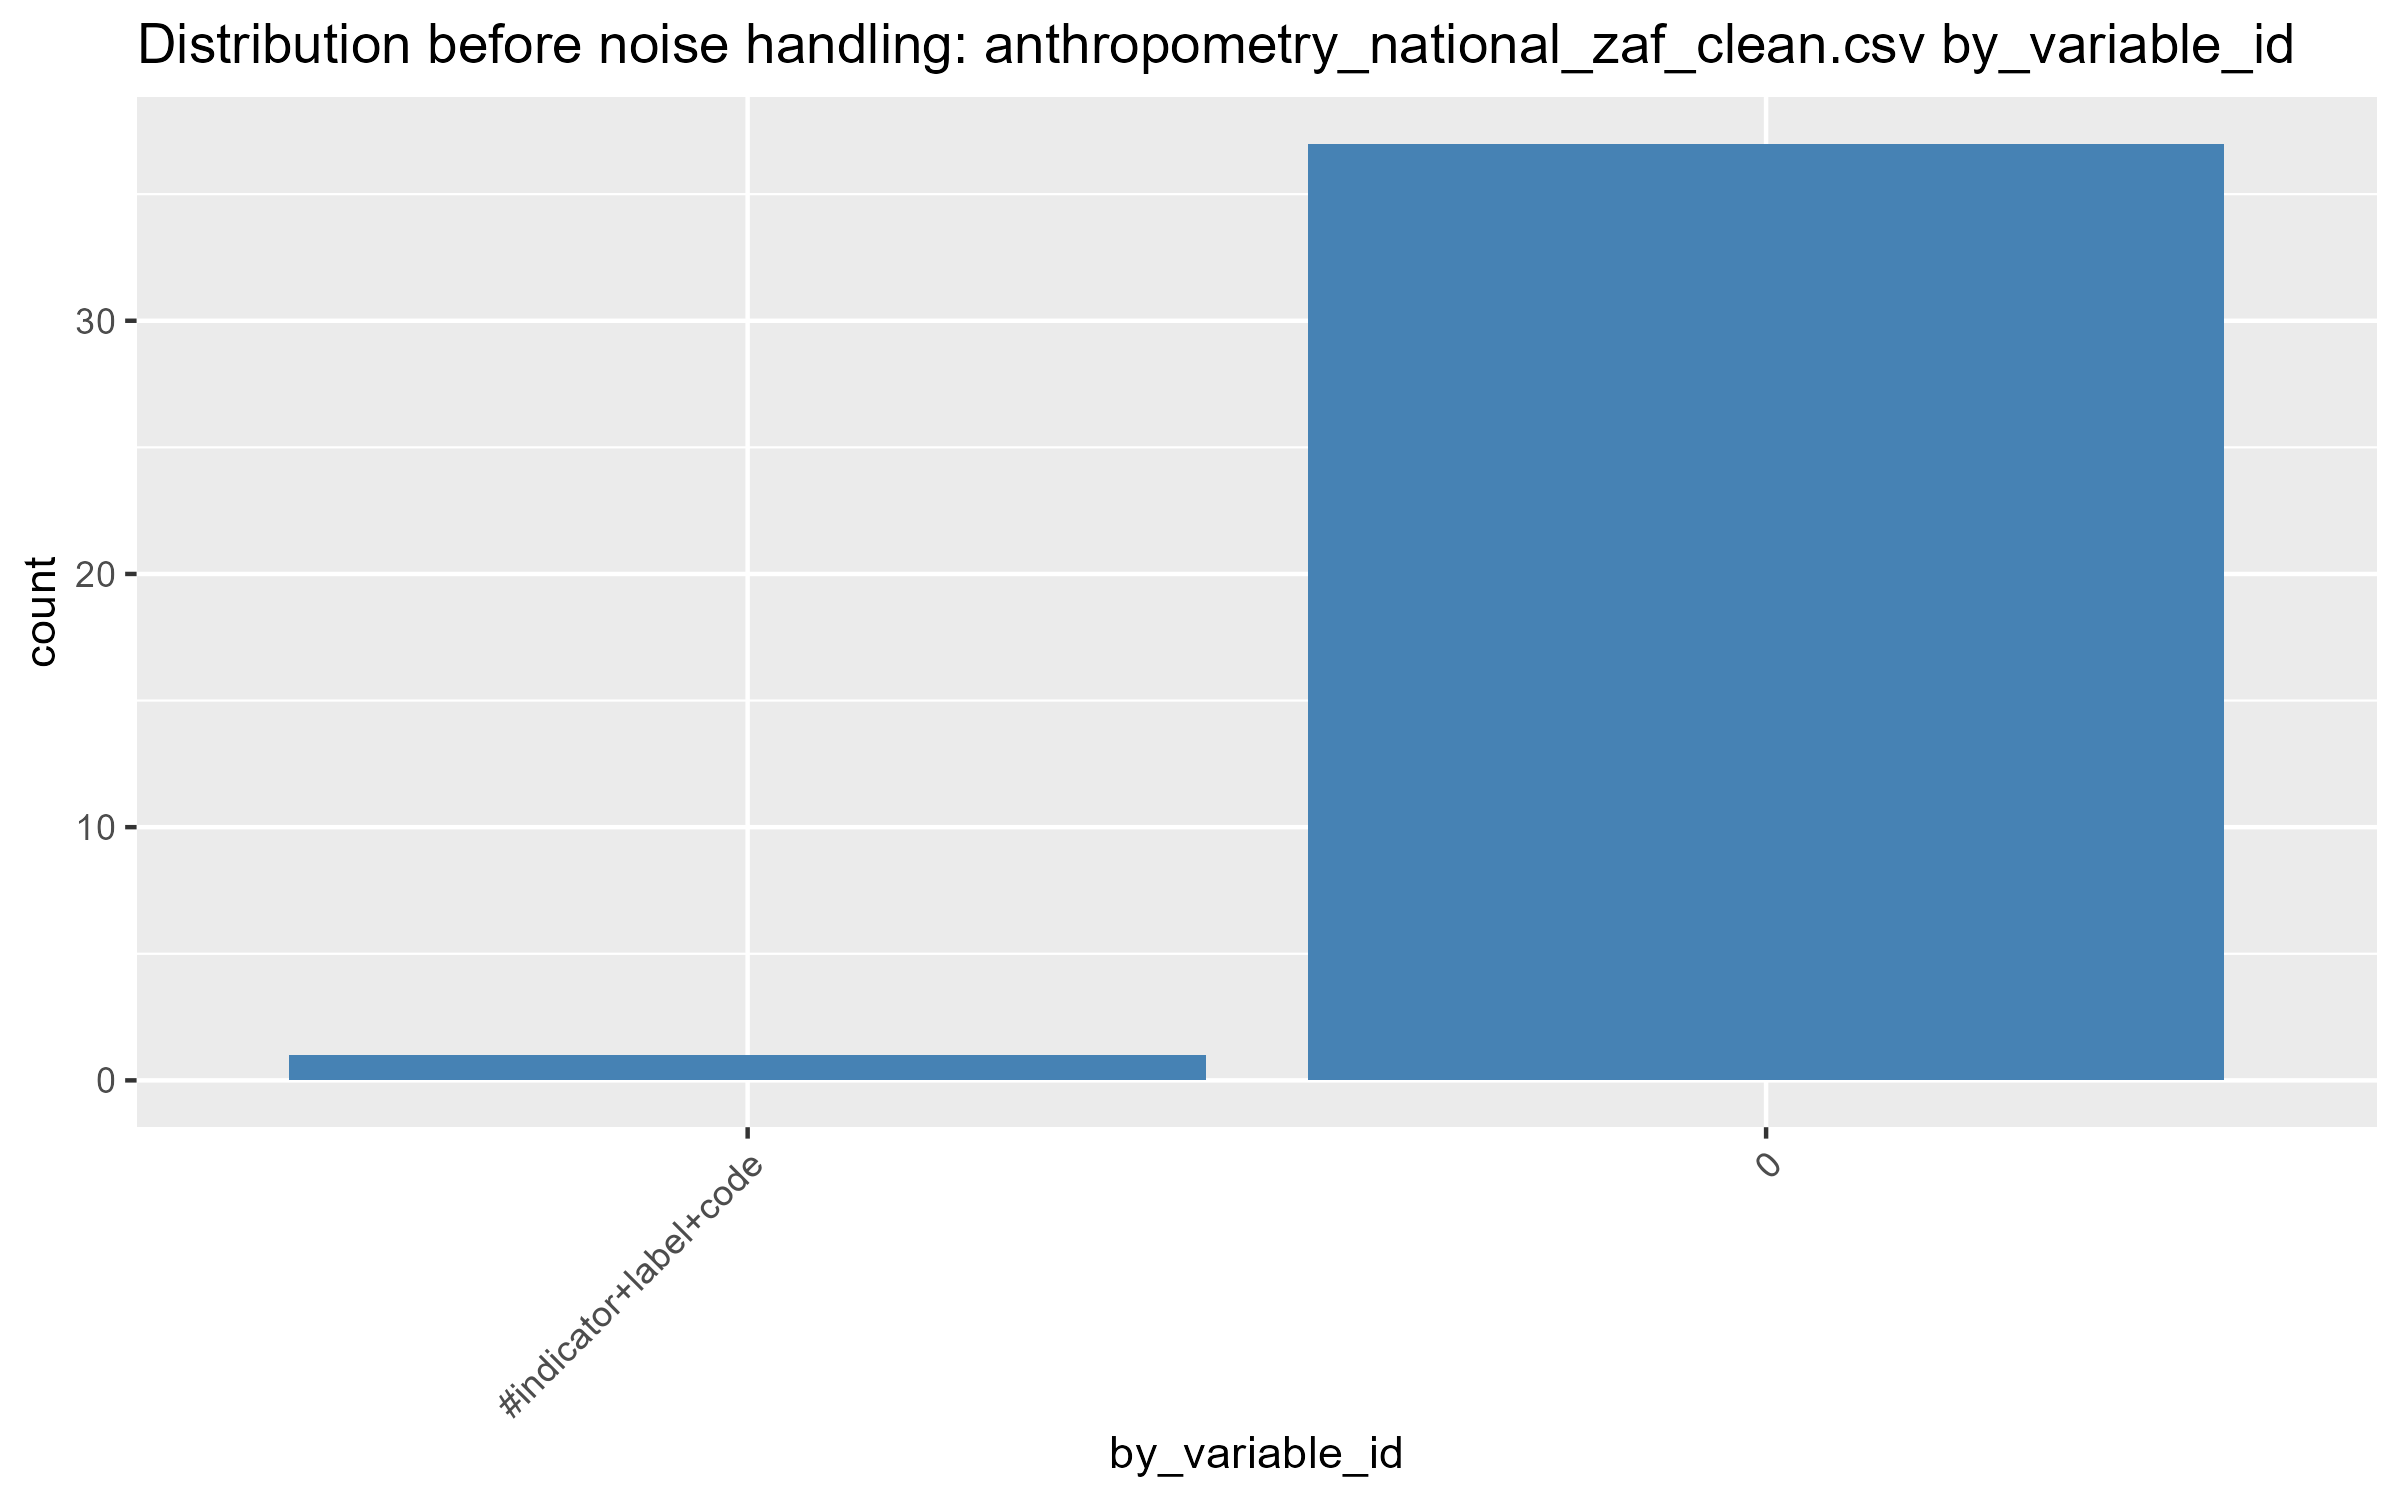 Distribution before noise handling: anthropometry_national_zaf_clean.csv by_variable_id
count
30
20
10
0
#indicator+label+code
0
by_variable_id